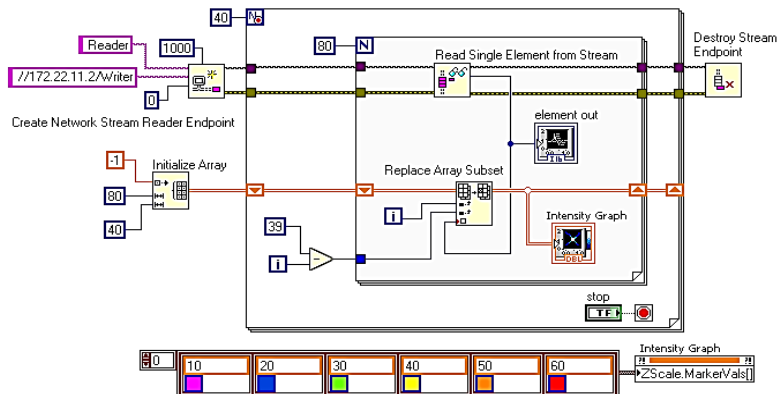 40
N
Reader
1000
80
N
Read Single Element from Stream
Destroy Stream
Endpoint
//172.22.11.2/Writer
0
Create Network Stream Reader Endpoint
element out
-1
Initialize Array
Replace Array Subset
80
i
40
39
Intensity Graph
i
DBL
stop
TF
Intensity Graph
0
10
20
30
40
50
60
ZScale.MarkerVals[]